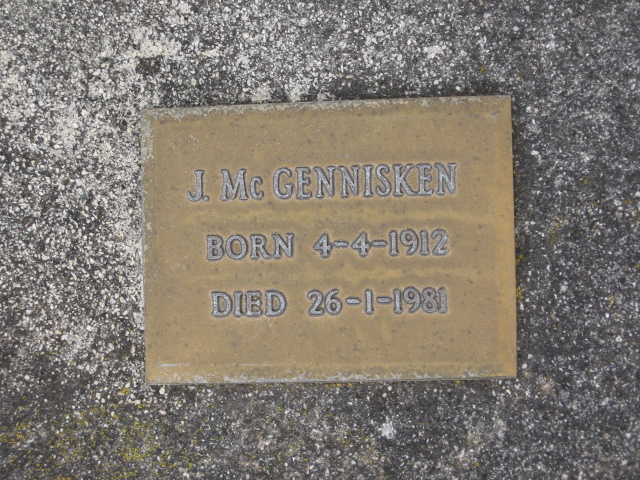 J. Mc GENNISKEN
BORN 4-4-1912
DIED 26-1-1981